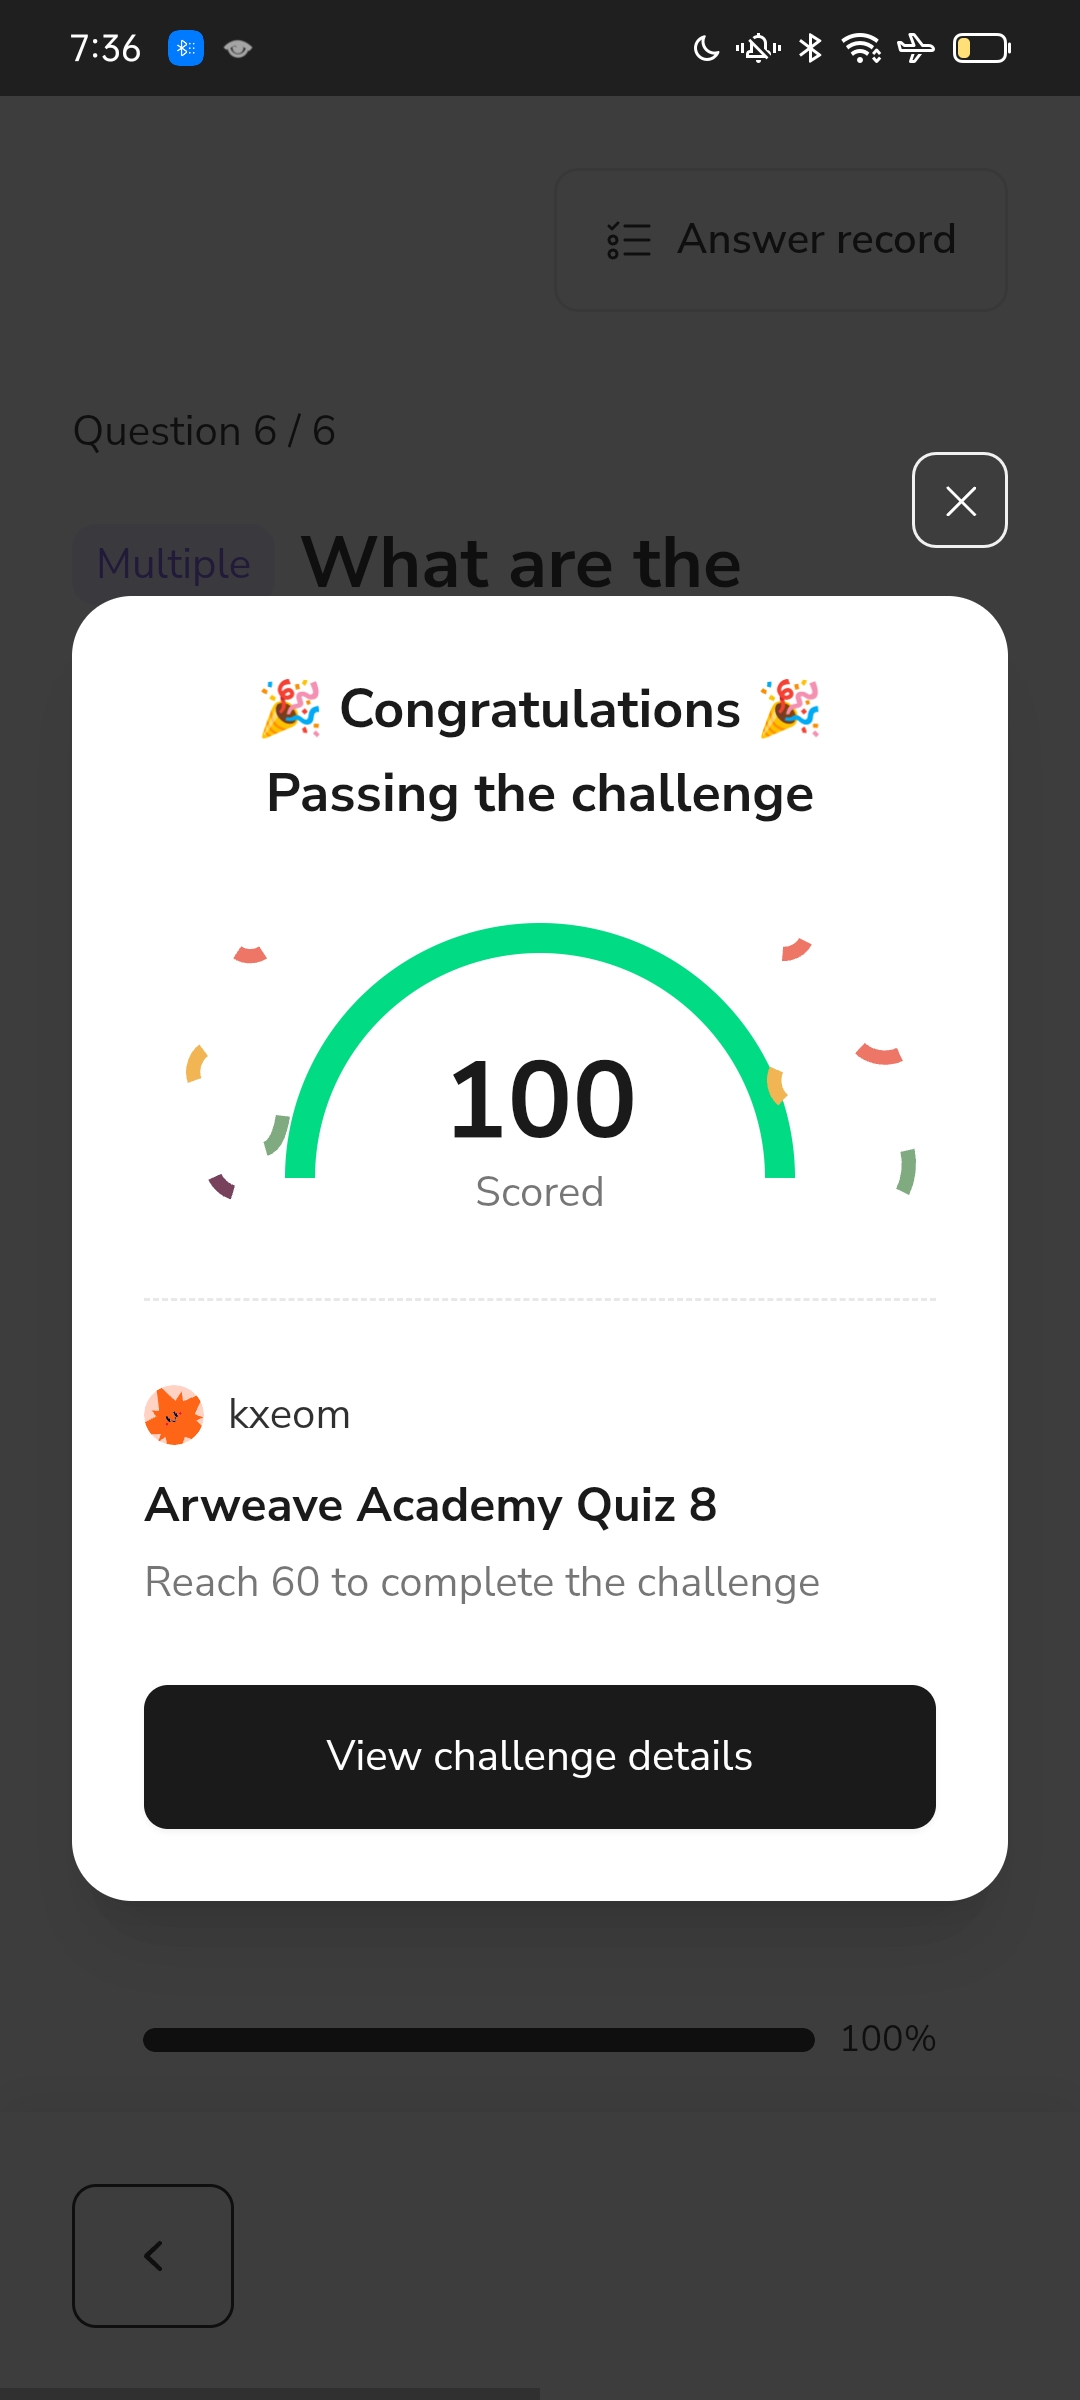 7:36
Answer record
Question 6 / 6
Multiple What are the
🎉 Congratulations 🎉
Passing the challenge
100
Scored
kxeom
Arweave Academy Quiz 8
Reach 60 to complete the challenge
View challenge details
100%